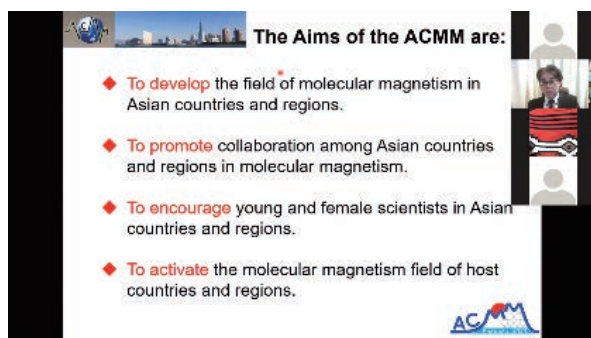 ACMM
The Aims of the ACMM are:
To develop the field of molecular magnetism in
Asian countries and regions.
To promote collaboration among Asian countries
and regions in molecular magnetism.
To encourage young and female scientists in Asian
countries and regions.
To activate the molecular magnetism field of host
countries and regions.
ACMM